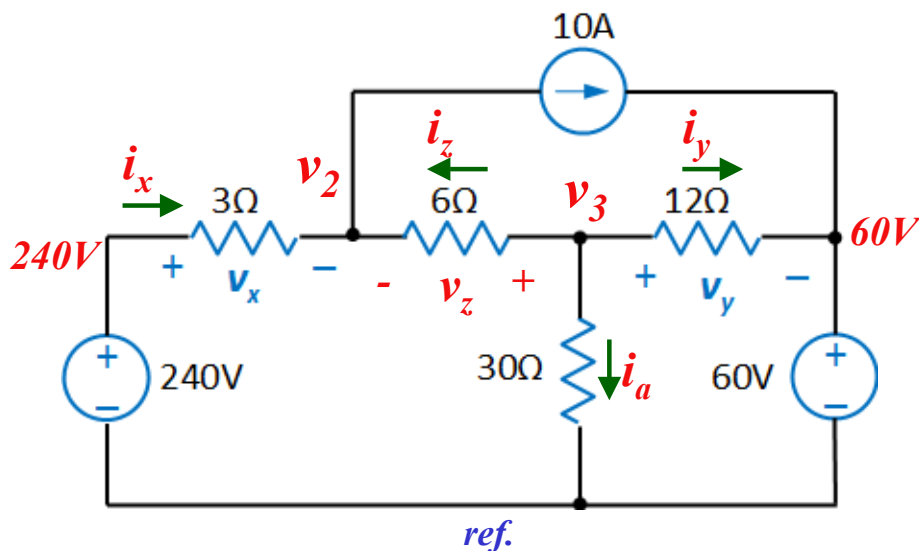 10A
i_x
v_2
i_z
i_y
3Ω
6Ω
v_3
12Ω
240V
+ v_x −
- v_z +
+ v_y −
60V
+
−
240V
30Ω
i_a
60V
+
−
ref.